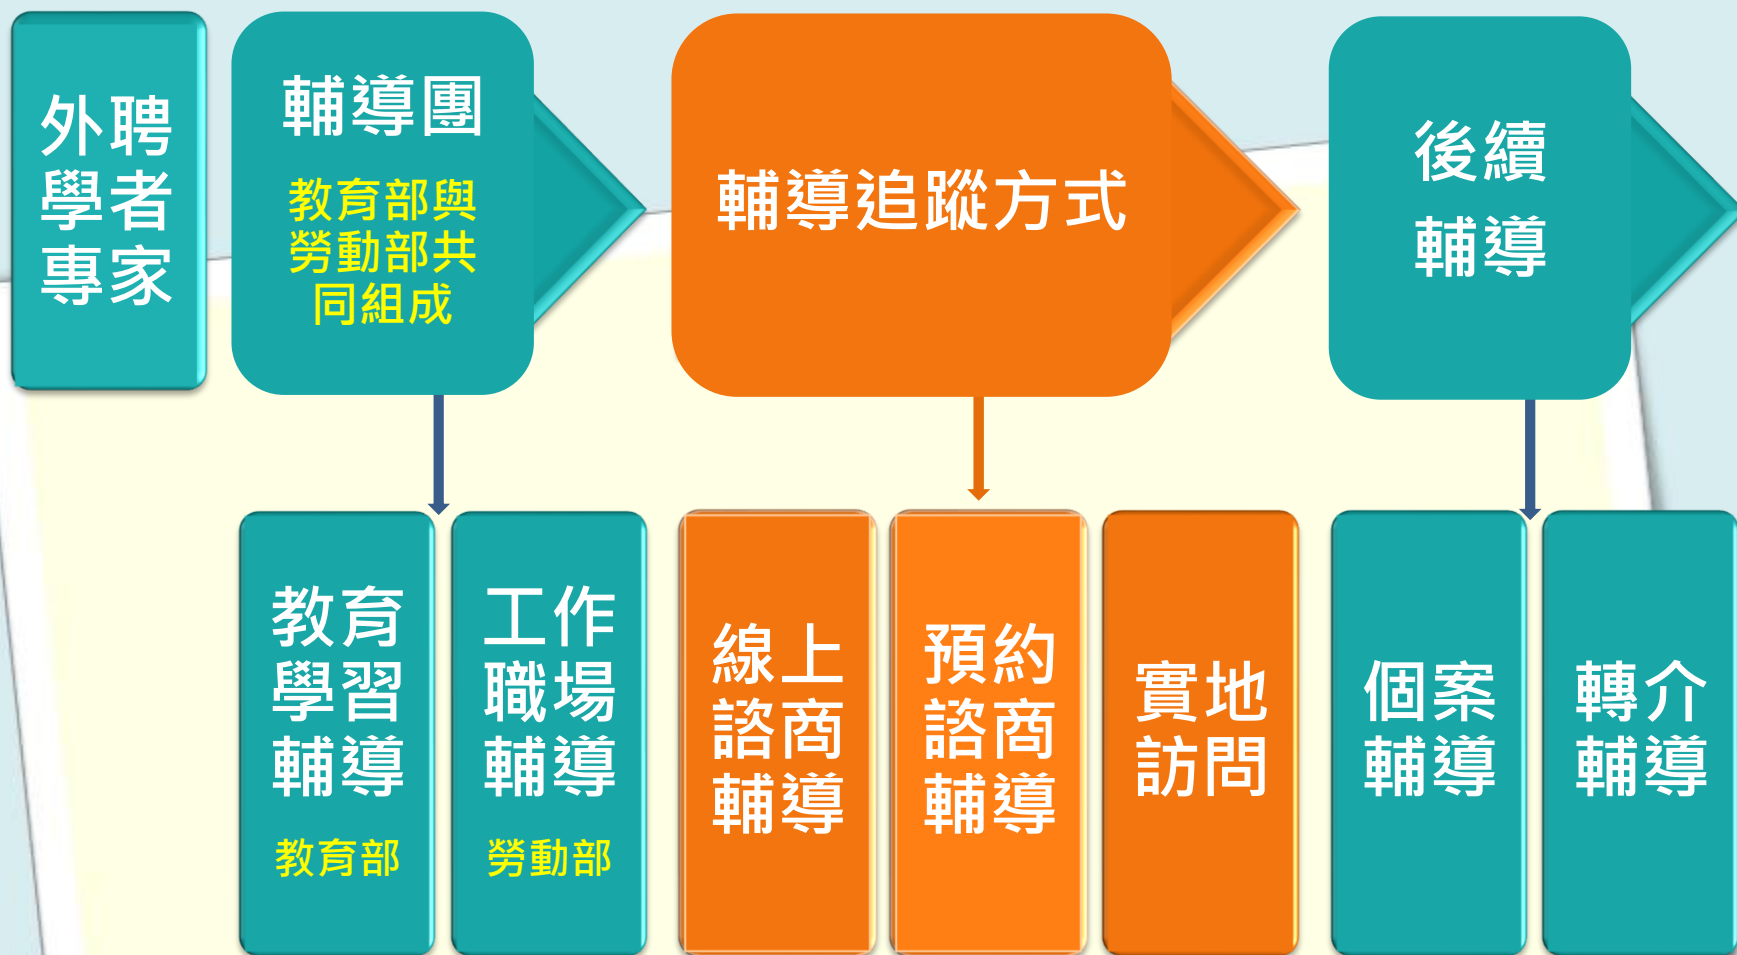 外聘
學者
專家
輔導團
教育部與
勞動部共
同組成
輔導追蹤方式
後續
輔導
教育
學習
輔導
教育部
工作
職場
輔導
勞動部
線上
諮商
輔導
預約
諮商
輔導
實地
訪問
個案
輔導
轉介
輔導